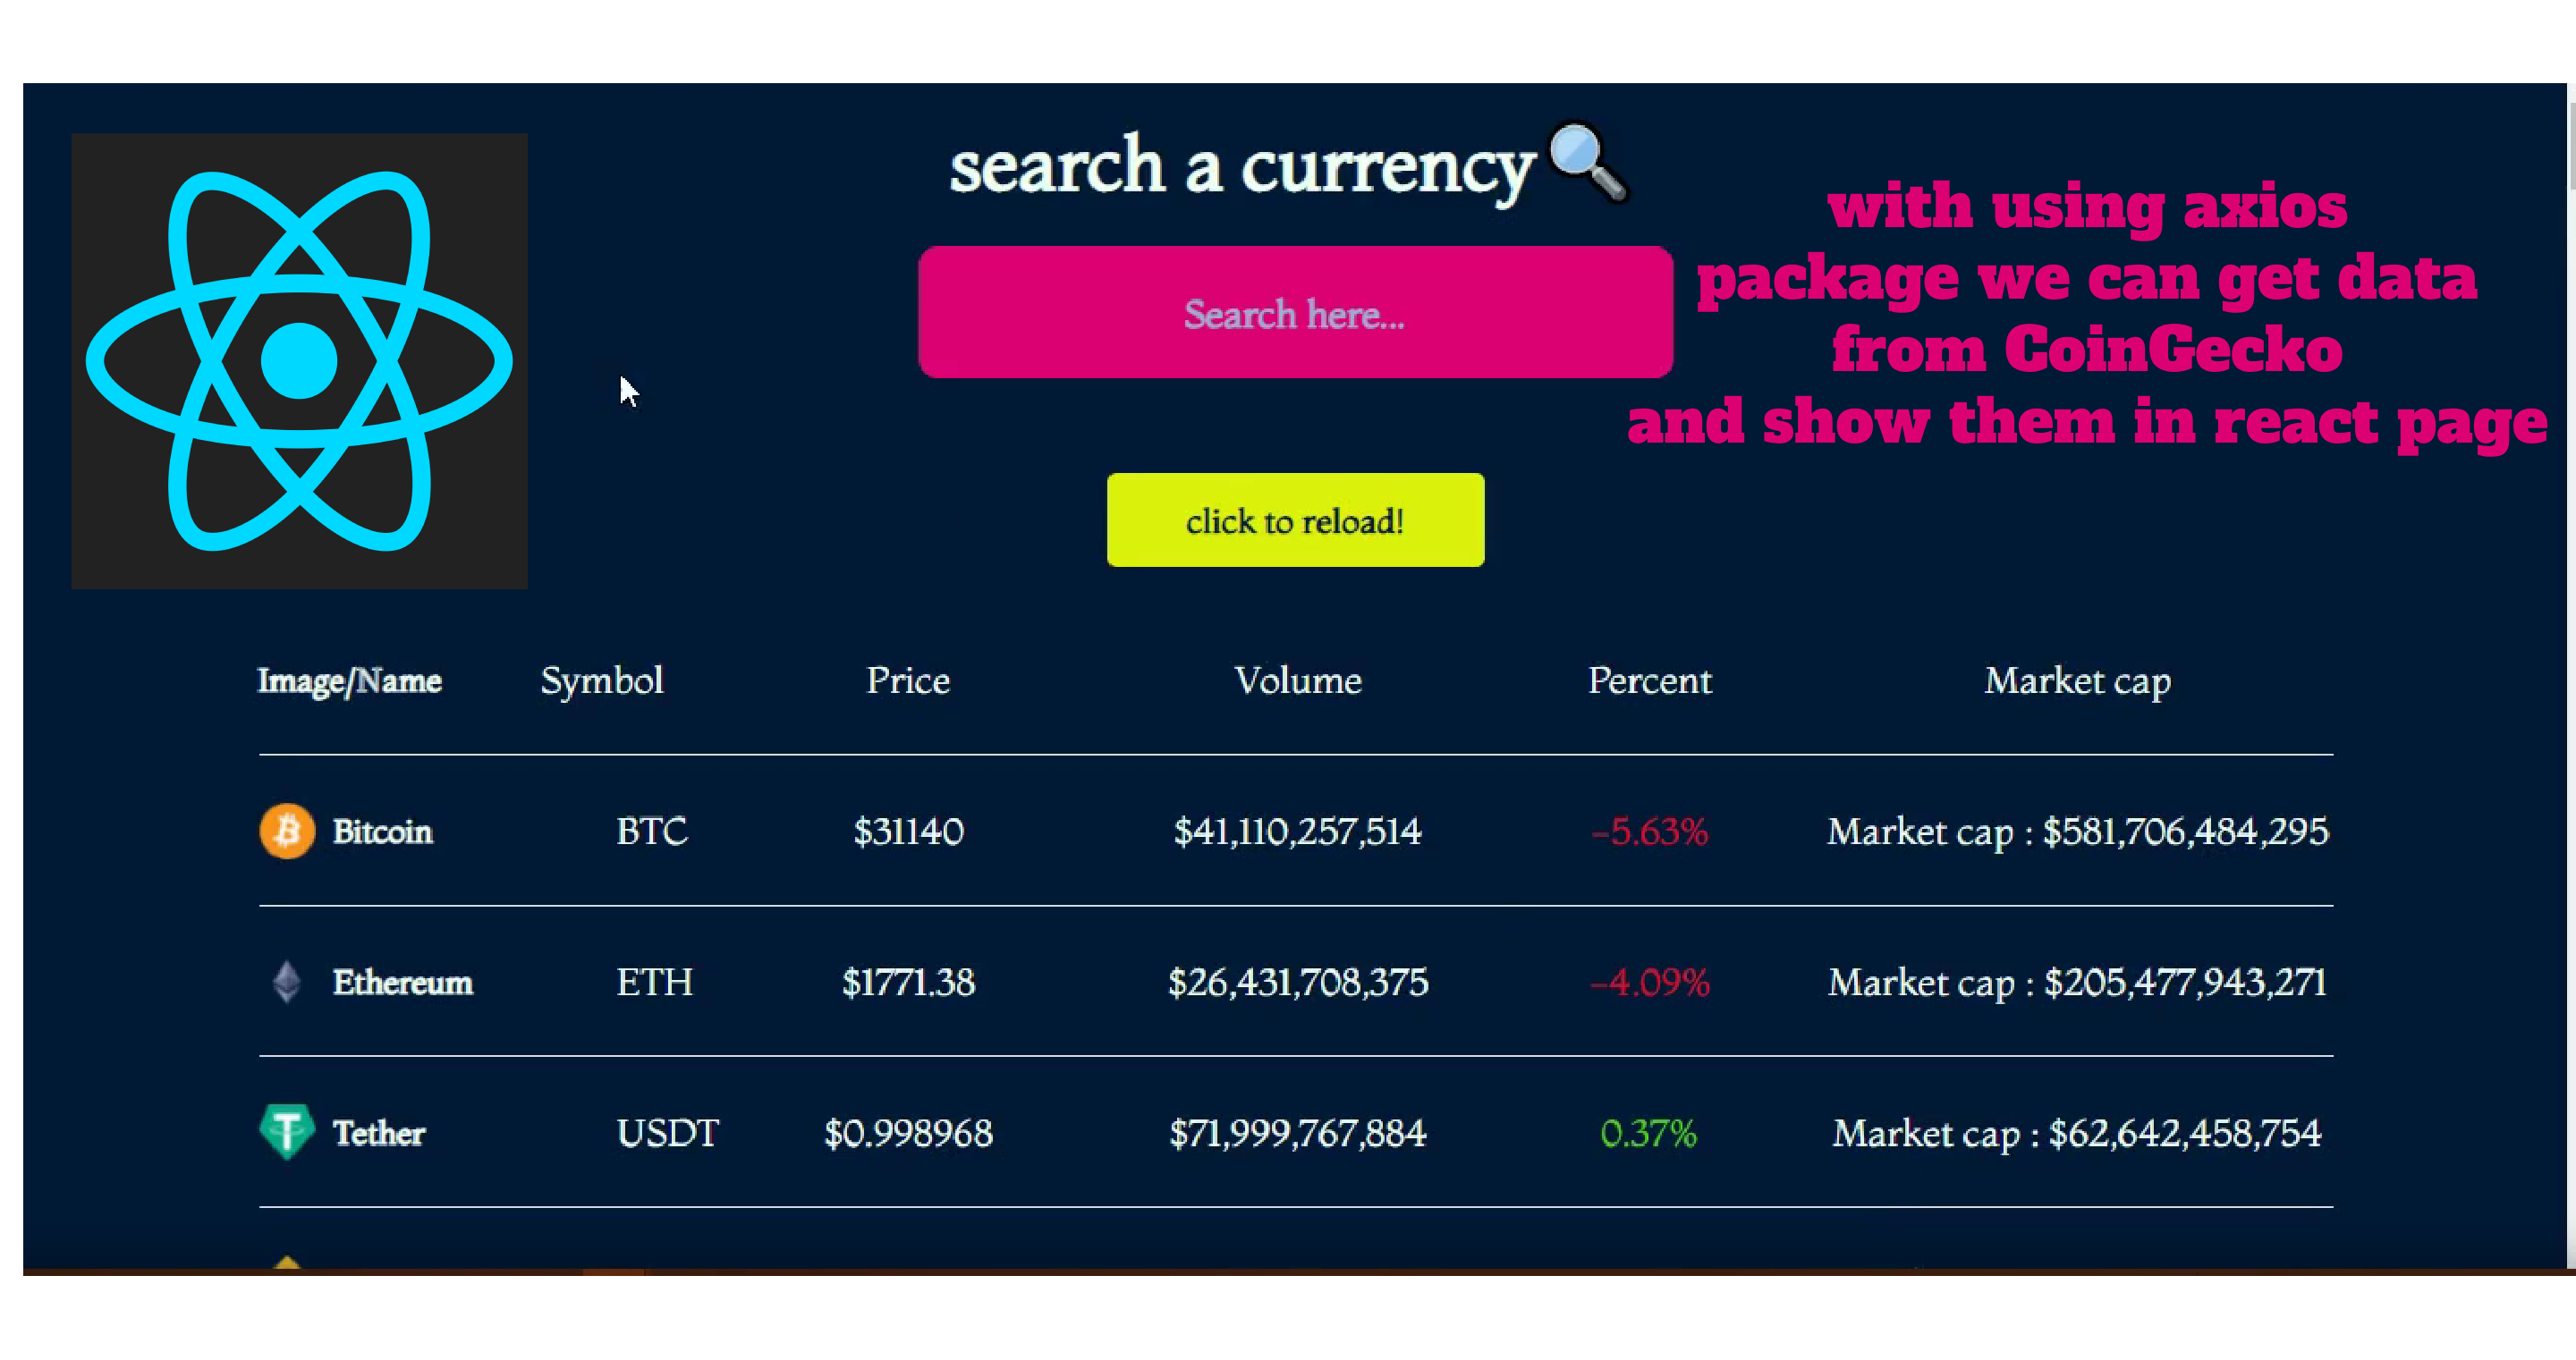 search a currency
with using axios
package we can get data
from CoinGecko
and show them in react page
Search here...
click to reload!
Image/Name Symbol Price Volume Percent Market cap
Bitcoin BTC $31140 $41,110,257,514 -5.63% Market cap : $581,706,484,295
Ethereum ETH $1771.38 $26,431,708,375 -4.09% Market cap : $205,477,943,271
Tether USDT $0.998968 $71,999,767,884 0.37% Market cap : $62,642,458,754